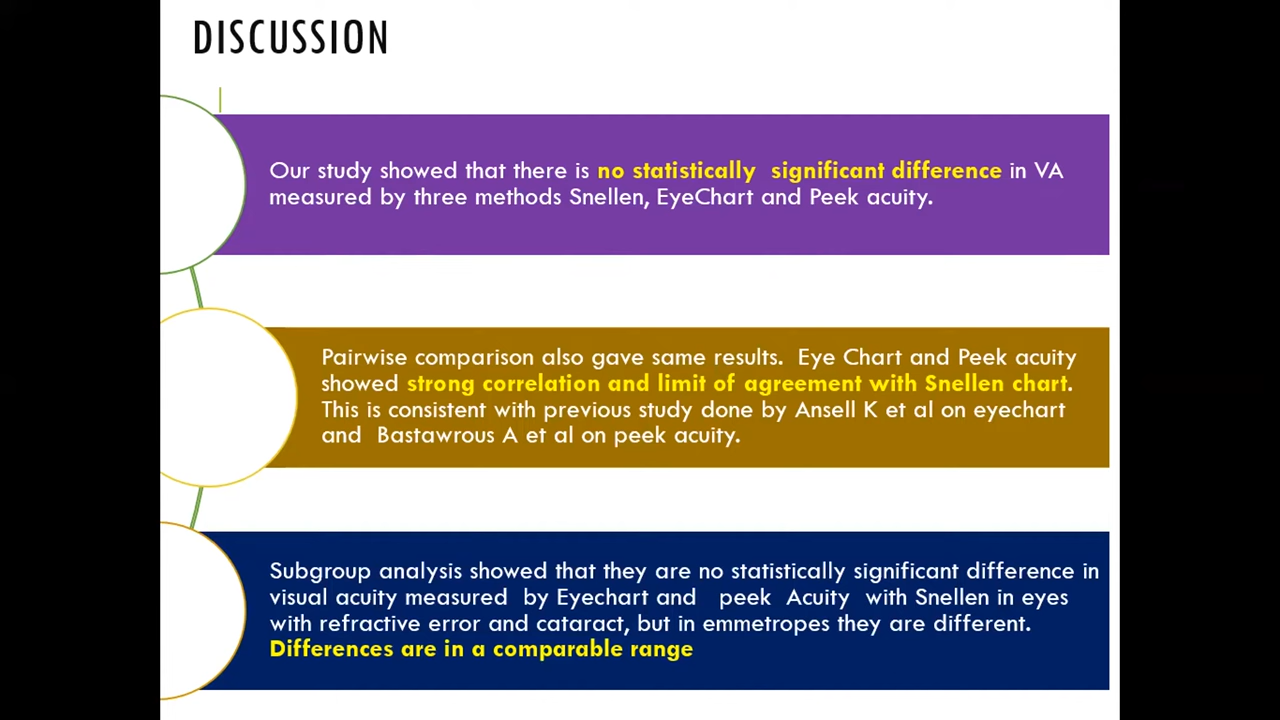 DISCUSSION
Our study showed that there is no statistically significant difference in VA
measured by three methods Snellen, EyeChart and Peek acuity.
Pairwise comparison also gave same results. Eye Chart and Peek acuity
showed strong correlation and limit of agreement with Snellen chart.
This is consistent with previous study done by Ansell K et al on eyechart
and Bastawrous A et al on peek acuity.
Subgroup analysis showed that they are no statistically significant difference in
visual acuity measured by Eyechart and peek Acuity with Snellen in eyes
with refractive error and cataract, but in emmetropes they are different.
Differences are in a comparable range